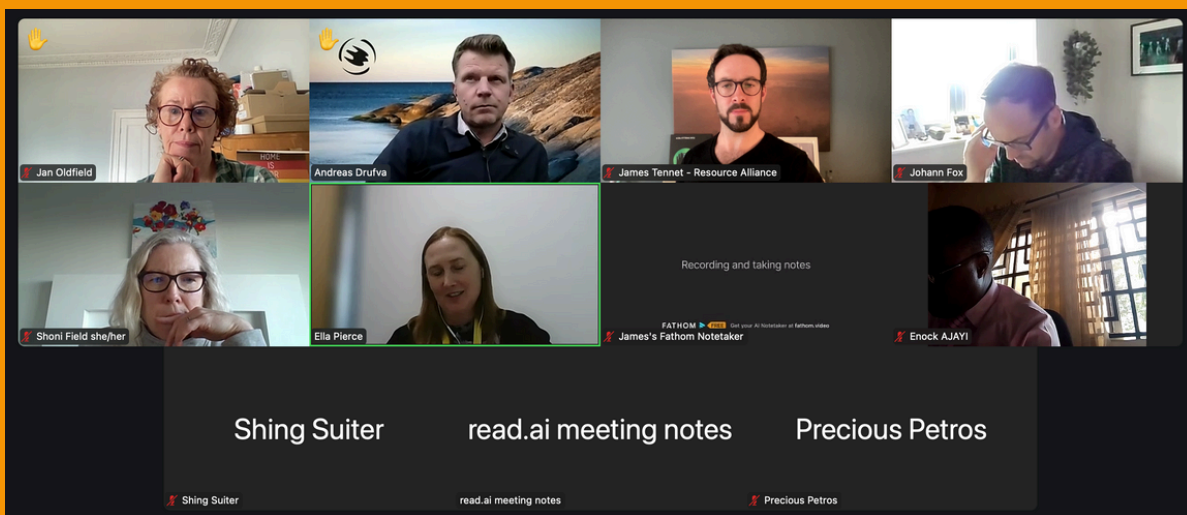 HOME
IS
Jan Oldfield
Andreas Drufva
James Tennet - Resource Alliance
Johann Fox
Shoni Field she/her
Ella Pierce
Recording and taking notes
FATHOM FREE Get your AI Notetaker at fathom.video
James's Fathom Notetaker
Enock AJAYI
Shing Suiter
read.ai meeting notes
Precious Petros
Shing Suiter
read.ai meeting notes
Precious Petros